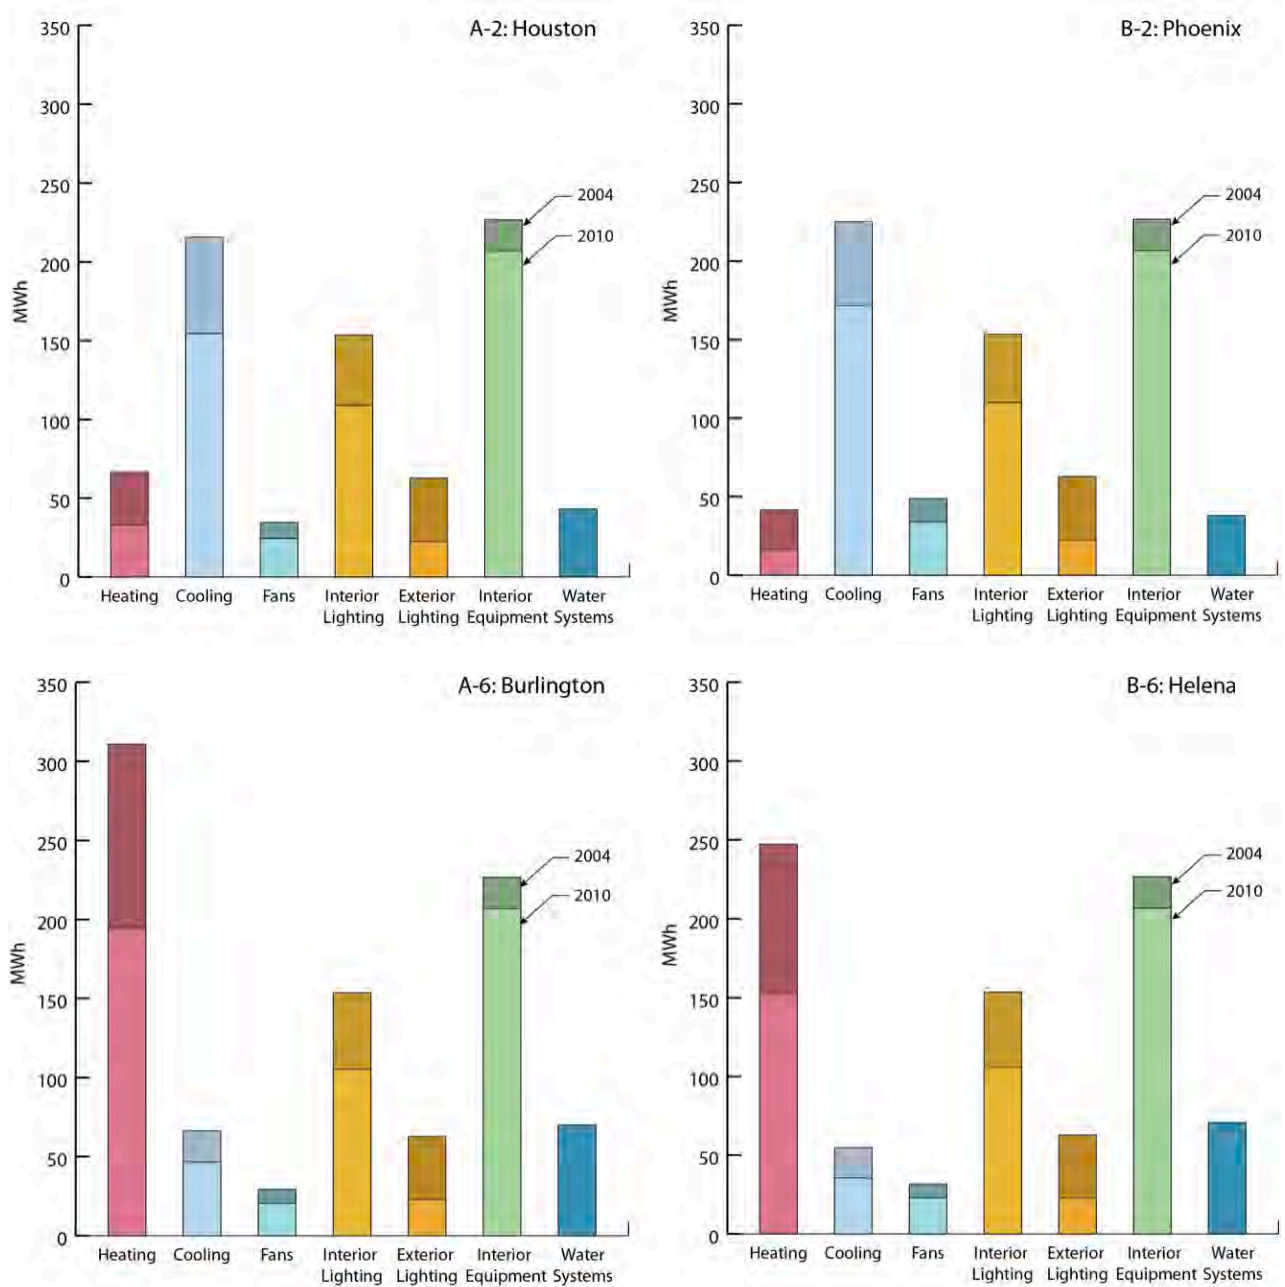 A-2: Houston
350
300
250
200
150
100
50
0
MWh
2004
2010
Heating Cooling Fans Interior Exterior Interior Water
Lighting Lighting Equipment Systems
B-2: Phoenix
350
300
250
200
150
100
50
0
MWh
2004
2010
Heating Cooling Fans Interior Exterior Interior Water
Lighting Lighting Equipment Systems
A-6: Burlington
350
300
250
200
150
100
50
0
MWh
2004
2010
Heating Cooling Fans Interior Exterior Interior Water
Lighting Lighting Equipment Systems
B-6: Helena
350
300
250
200
150
100
50
0
MWh
2004
2010
Heating Cooling Fans Interior Exterior Interior Water
Lighting Lighting Equipment Systems